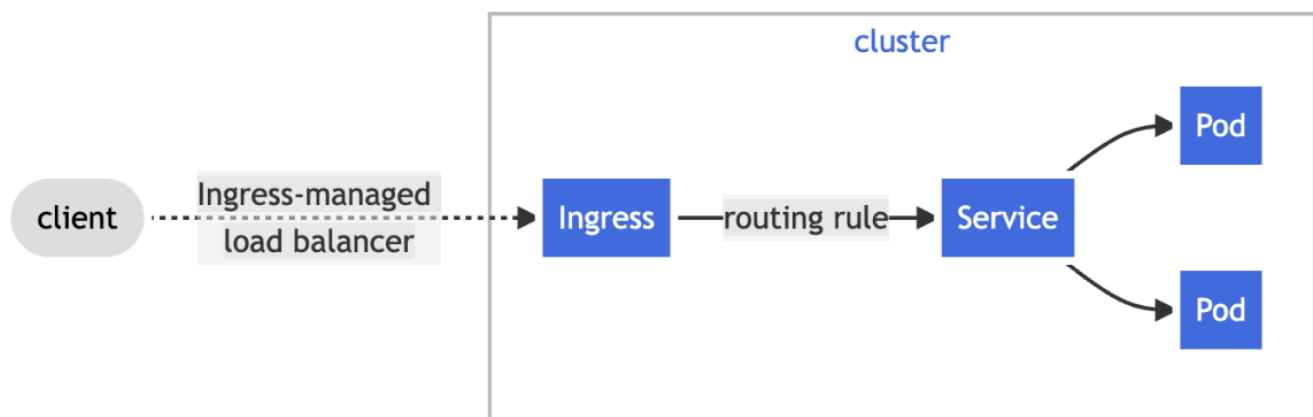 cluster
client
Ingress-managed
load balancer
Ingress
routing rule
Service
Pod
Pod